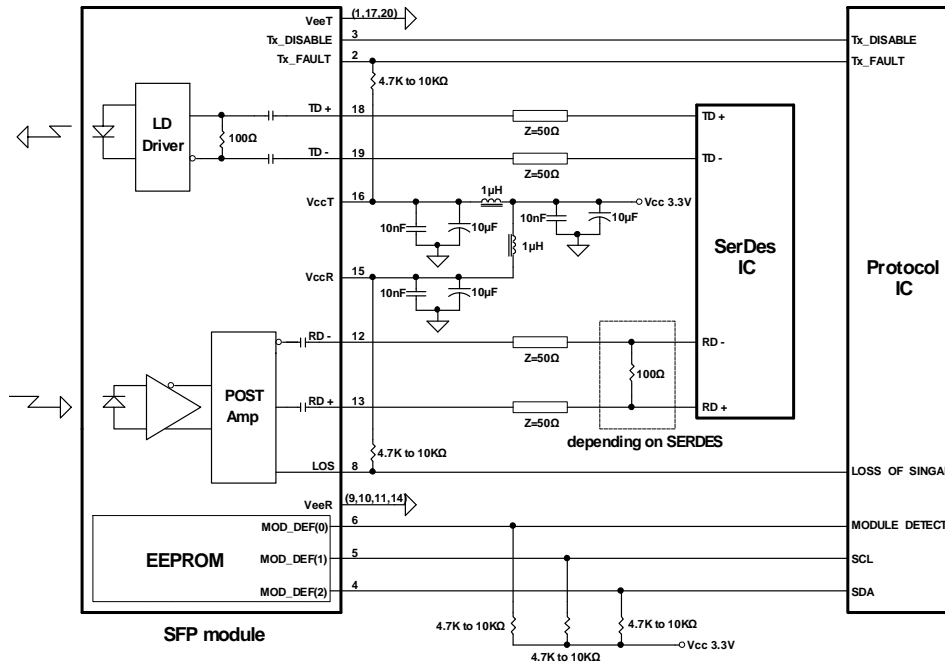 VeeT (1,17,20)
Tx_DISABLE 3 Tx_DISABLE
Tx_FAULT 2 Tx_FAULT
4.7K to 10KΩ
LD
Driver
100Ω
TD + 18 TD +
Z=50Ω
TD - 19 TD -
Z=50Ω
1µH
VccT 16 Vcc 3.3V
10nF 10µF 10nF 10µF
1µH
SerDes
IC
Protocol
IC
VccR 15
10nF 10µF
RD - 12 RD -
Z=50Ω
100Ω
POST
Amp
RD + 13 RD +
Z=50Ω
depending on SERDES
4.7K to 10KΩ
LOS 8 LOSS OF SINGAL
VeeR (9,10,11,14)
EEPROM
MOD_DEF(0) 6 MODULE DETECT
MOD_DEF(1) 5 SCL
MOD_DEF(2) 4 SDA
4.7K to 10KΩ 4.7K to 10KΩ
4.7K to 10KΩ
Vcc 3.3V
SFP module